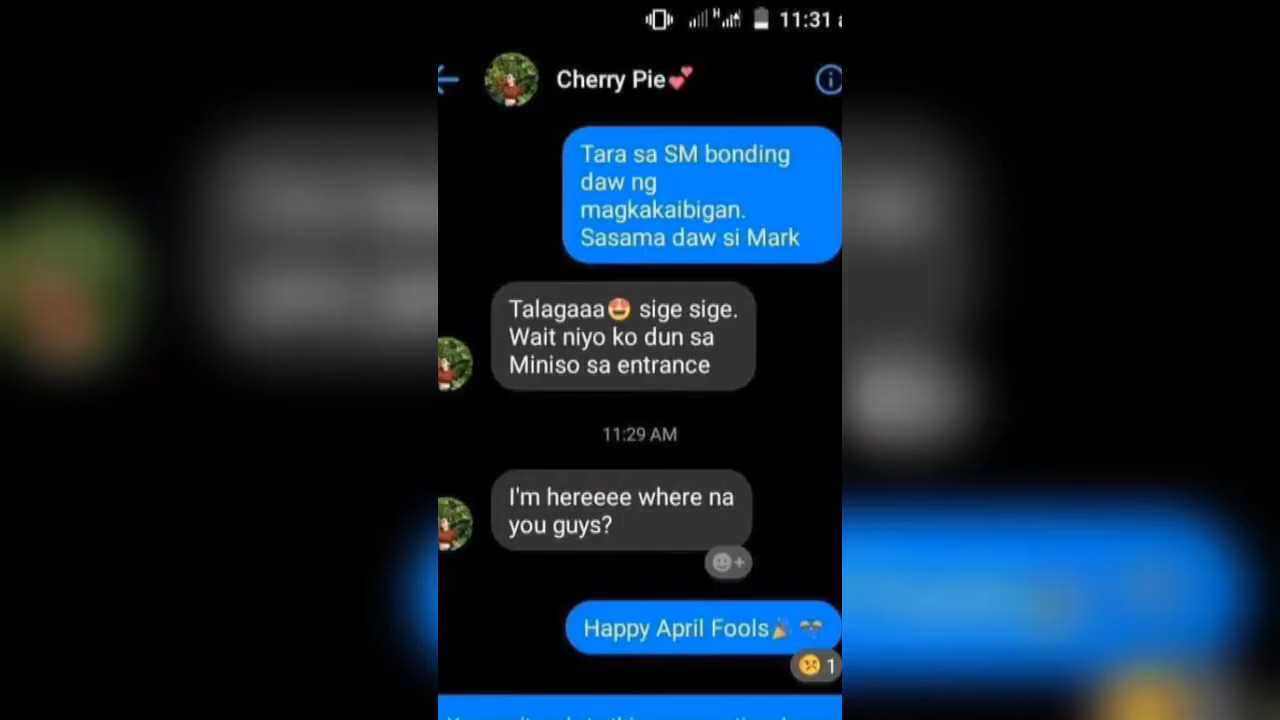 11:31
Cherry Pie💕
Tara sa SM bonding
daw ng
magkakaibigan.
Sasama daw si Mark
Talagaaa😍 sige sige.
Wait niyo ko dun sa
Miniso sa entrance
11:29 AM
I'm hereeee where na
you guys?
Happy April Fools🎉
1